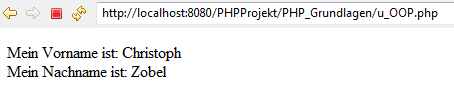 http://localhost:8080/PHPProjekt/PHP_Grundlagen/u_OOP.php
Mein Vorname ist: Christoph
Mein Nachname ist: Zobel